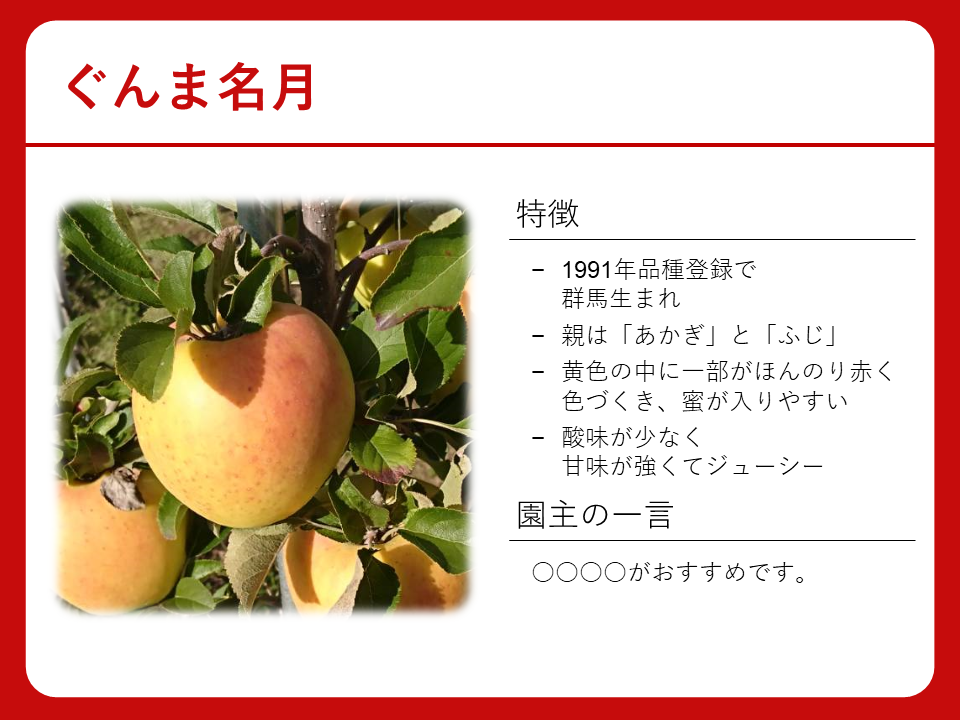 ぐんま名月
特徴
– 1991年品種登録で
群馬生まれ
– 親は「あかぎ」と「ふじ」
– 黄色の中に一部がほんのり赤く
色づくき、蜜が入りやすい
– 酸味が少なく
甘味が強くてジューシー
園主の一言
〇〇〇〇がおすすめです。